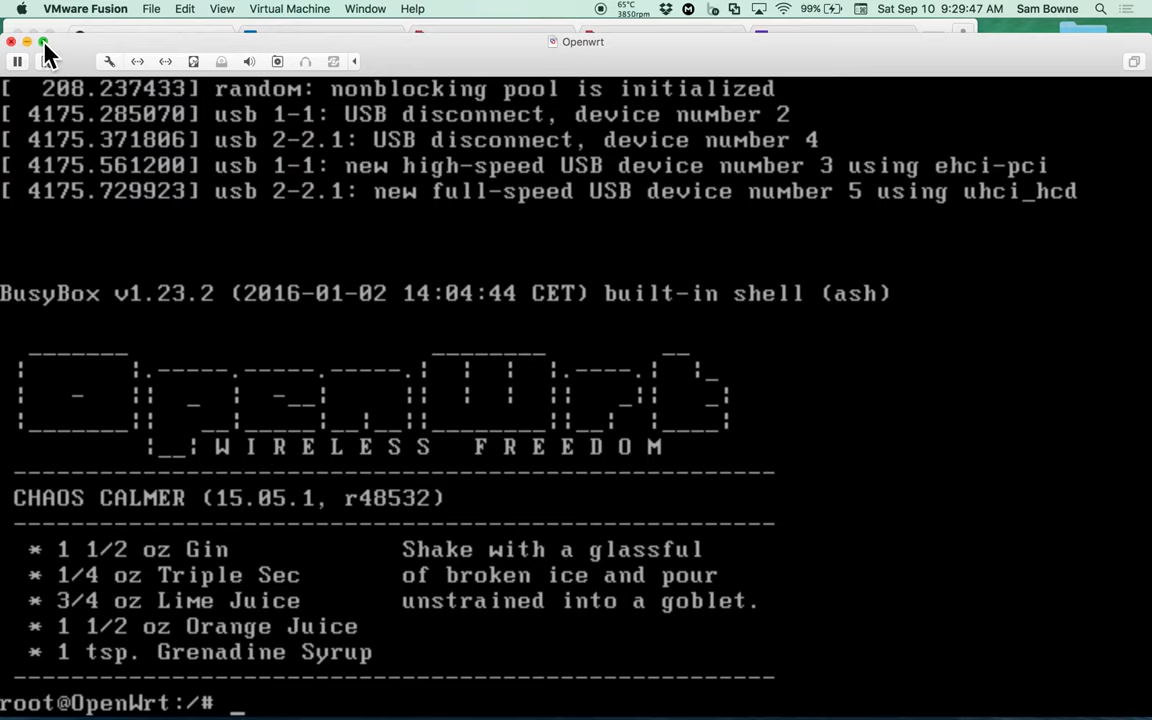 VMware Fusion File Edit View Virtual Machine Window Help 65°C 3850rpm 99% Sat Sep 10 9:29:47 AM Sam Bowne
Openwrt
[  208.237433] random: nonblocking pool is initialized
[ 4175.285070] usb 1-1: USB disconnect, device number 2
[ 4175.371806] usb 2-2.1: USB disconnect, device number 4
[ 4175.561200] usb 1-1: new high-speed USB device number 3 using ehci-pci
[ 4175.729923] usb 2-2.1: new full-speed USB device number 5 using uhci_hcd
BusyBox v1.23.2 (2016-01-02 14:04:44 CET) built-in shell (ash)
OpenWrt
W I R E L E S S   F R E E D O M
CHAOS CALMER (15.05.1, r48532)
* 1 1/2 oz Gin Shake with a glassful
* 1/4 oz Triple Sec of broken ice and pour
* 3/4 oz Lime Juice unstrained into a goblet.
* 1 1/2 oz Orange Juice
* 1 tsp. Grenadine Syrup
root@OpenWrt:/# _